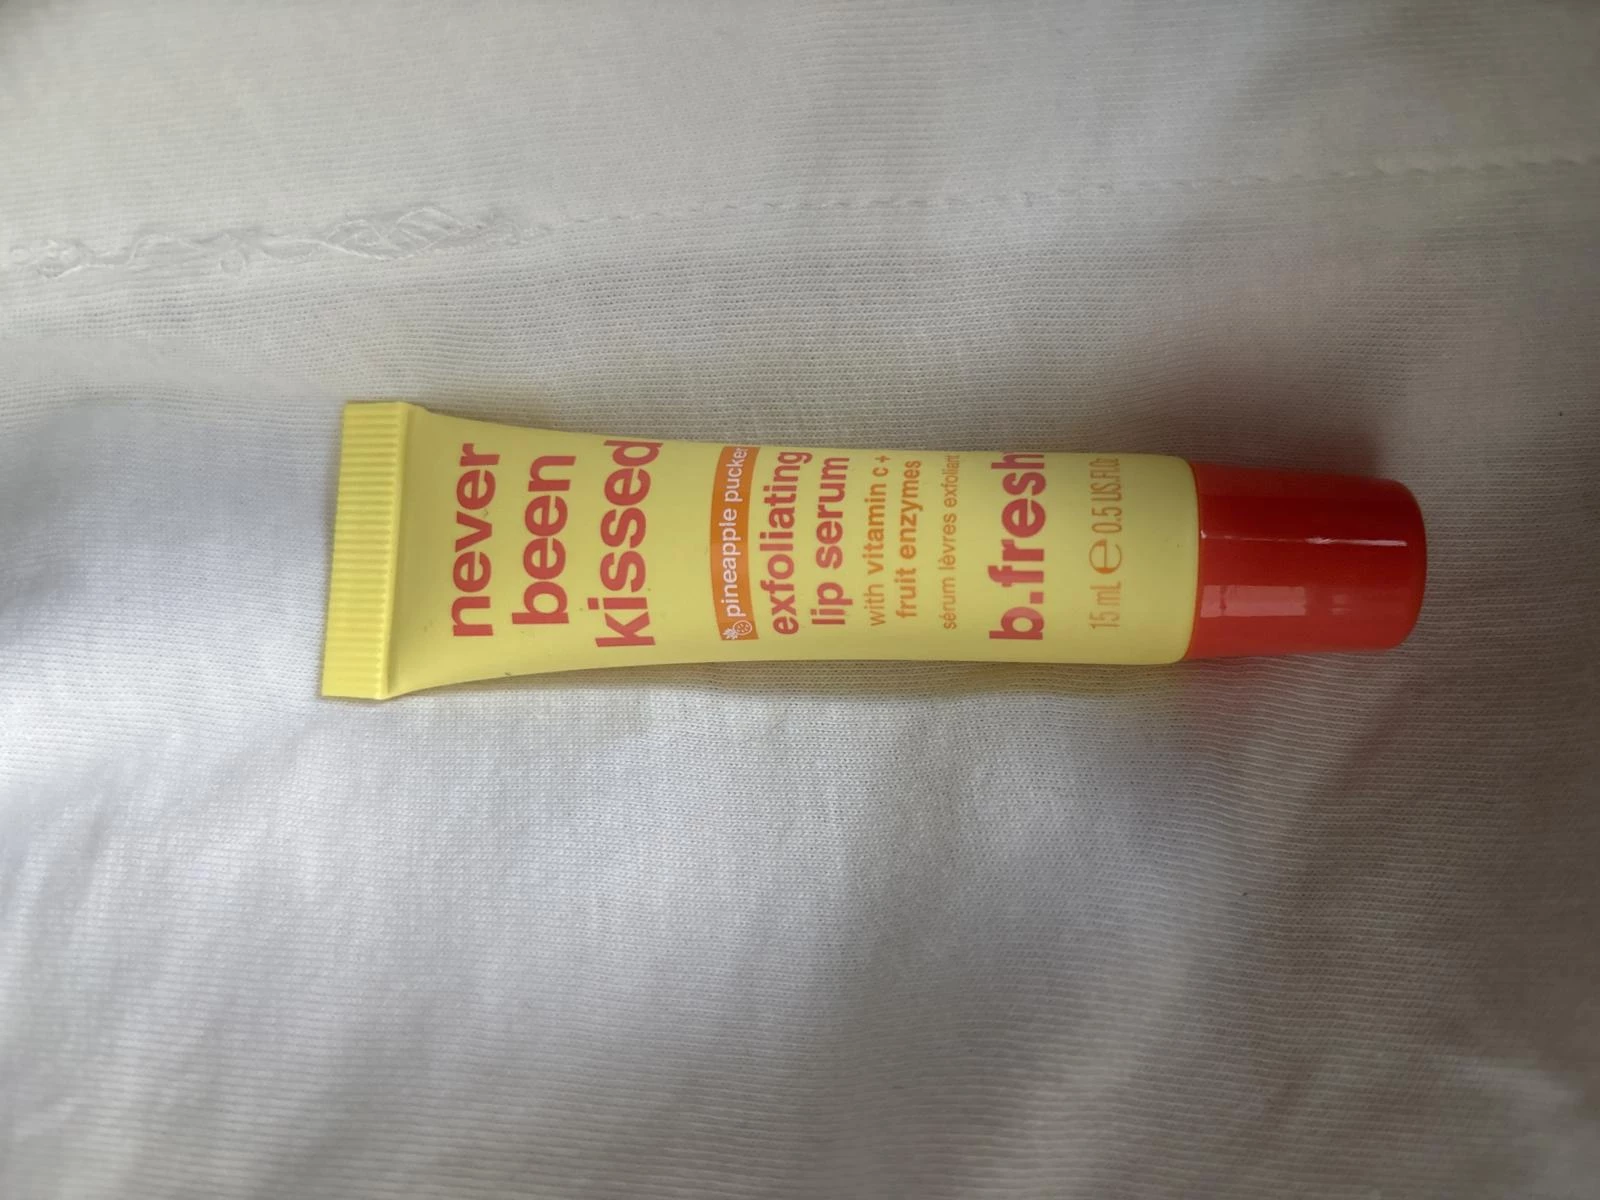 never
been
kissed
pineapple pucker
exfoliating
lip serum
with vitamin c +
fruit enzymes
sérum lèvres exfoliant
b.fresh
15 mL ℮ 0.5 US.Fl.Oz